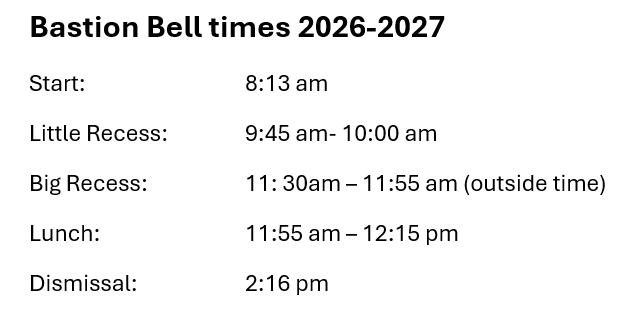 Bastion Bell times 2026-2027
Start: 8:13 am
Little Recess: 9:45 am- 10:00 am
Big Recess: 11: 30am – 11:55 am (outside time)
Lunch: 11:55 am – 12:15 pm
Dismissal: 2:16 pm